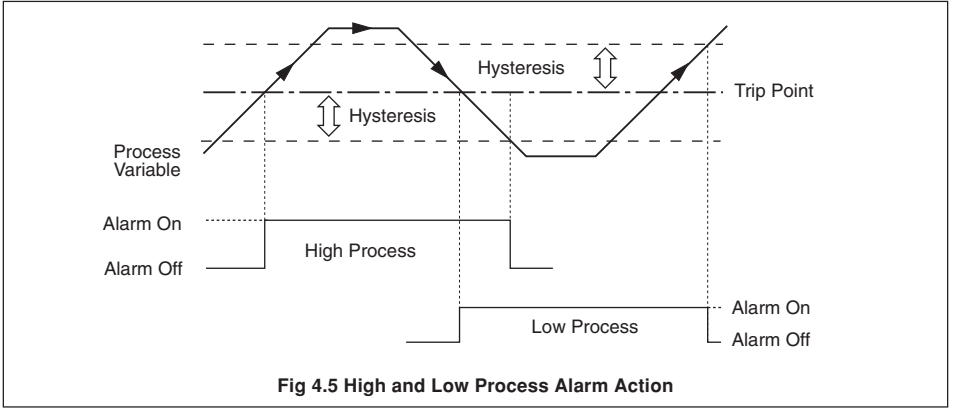 Hysteresis
Trip Point
Hysteresis
Process
Variable
Alarm On
High Process
Alarm Off
Alarm On
Low Process
Alarm Off
Fig 4.5 High and Low Process Alarm Action